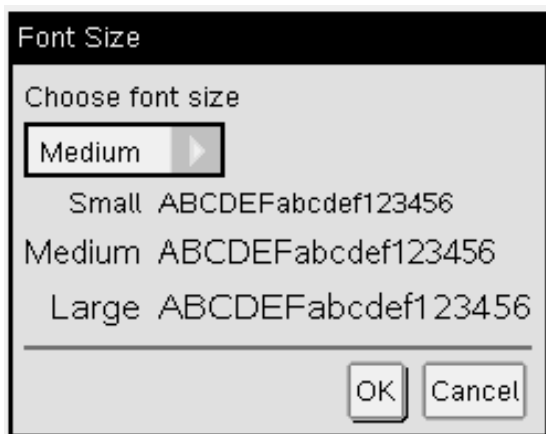 Font Size
Choose font size
Medium
Small ABCDEFabcdef123456
Medium ABCDEFabcdef123456
Large ABCDEFabcdef123456
OK Cancel